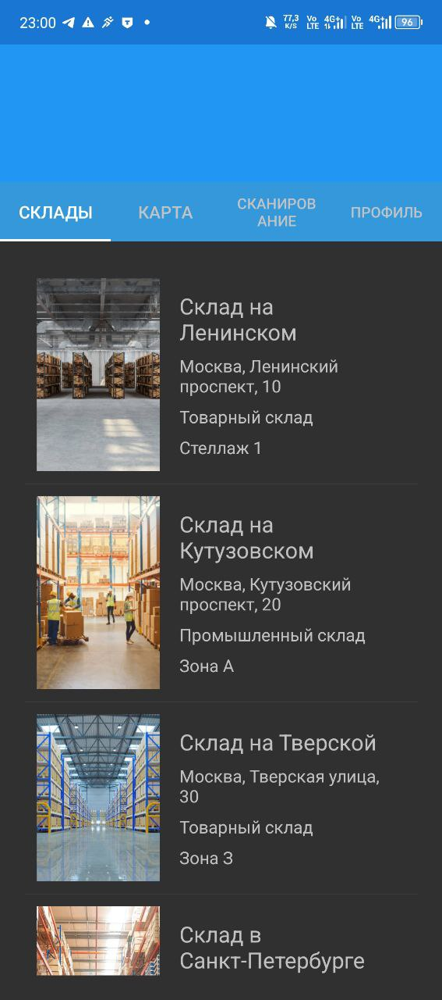 23:00
77,3
K/S
Vo
LTE
4G+
Vo
LTE
4G+
96
СКЛАДЫ
КАРТА
СКАНИРОВ
АНИЕ
ПРОФИЛЬ
Склад на
Ленинском
Москва, Ленинский
проспект, 10
Товарный склад
Стеллаж 1
Склад на
Кутузовском
Москва, Кутузовский
проспект, 20
Промышленный склад
Зона А
Склад на Тверской
Москва, Тверская улица,
30
Товарный склад
Зона З
Склад в
Санкт-Петербурге